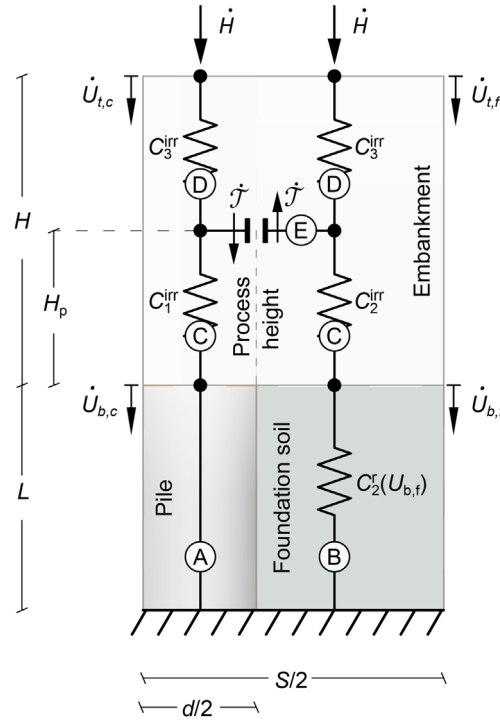 Ḣ Ḣ
U̇t,c U̇t,f
C₃ⁱʳʳ C₃ⁱʳʳ
D D
𝒯̇ 𝒯̇
E
H
Hp
C₁ⁱʳʳ C₂ⁱʳʳ
C C
Process
height
Embankment
U̇b,c U̇b,
L
Pile
Foundation soil
C₂ʳ(Ub,f)
A B
S/2
d/2